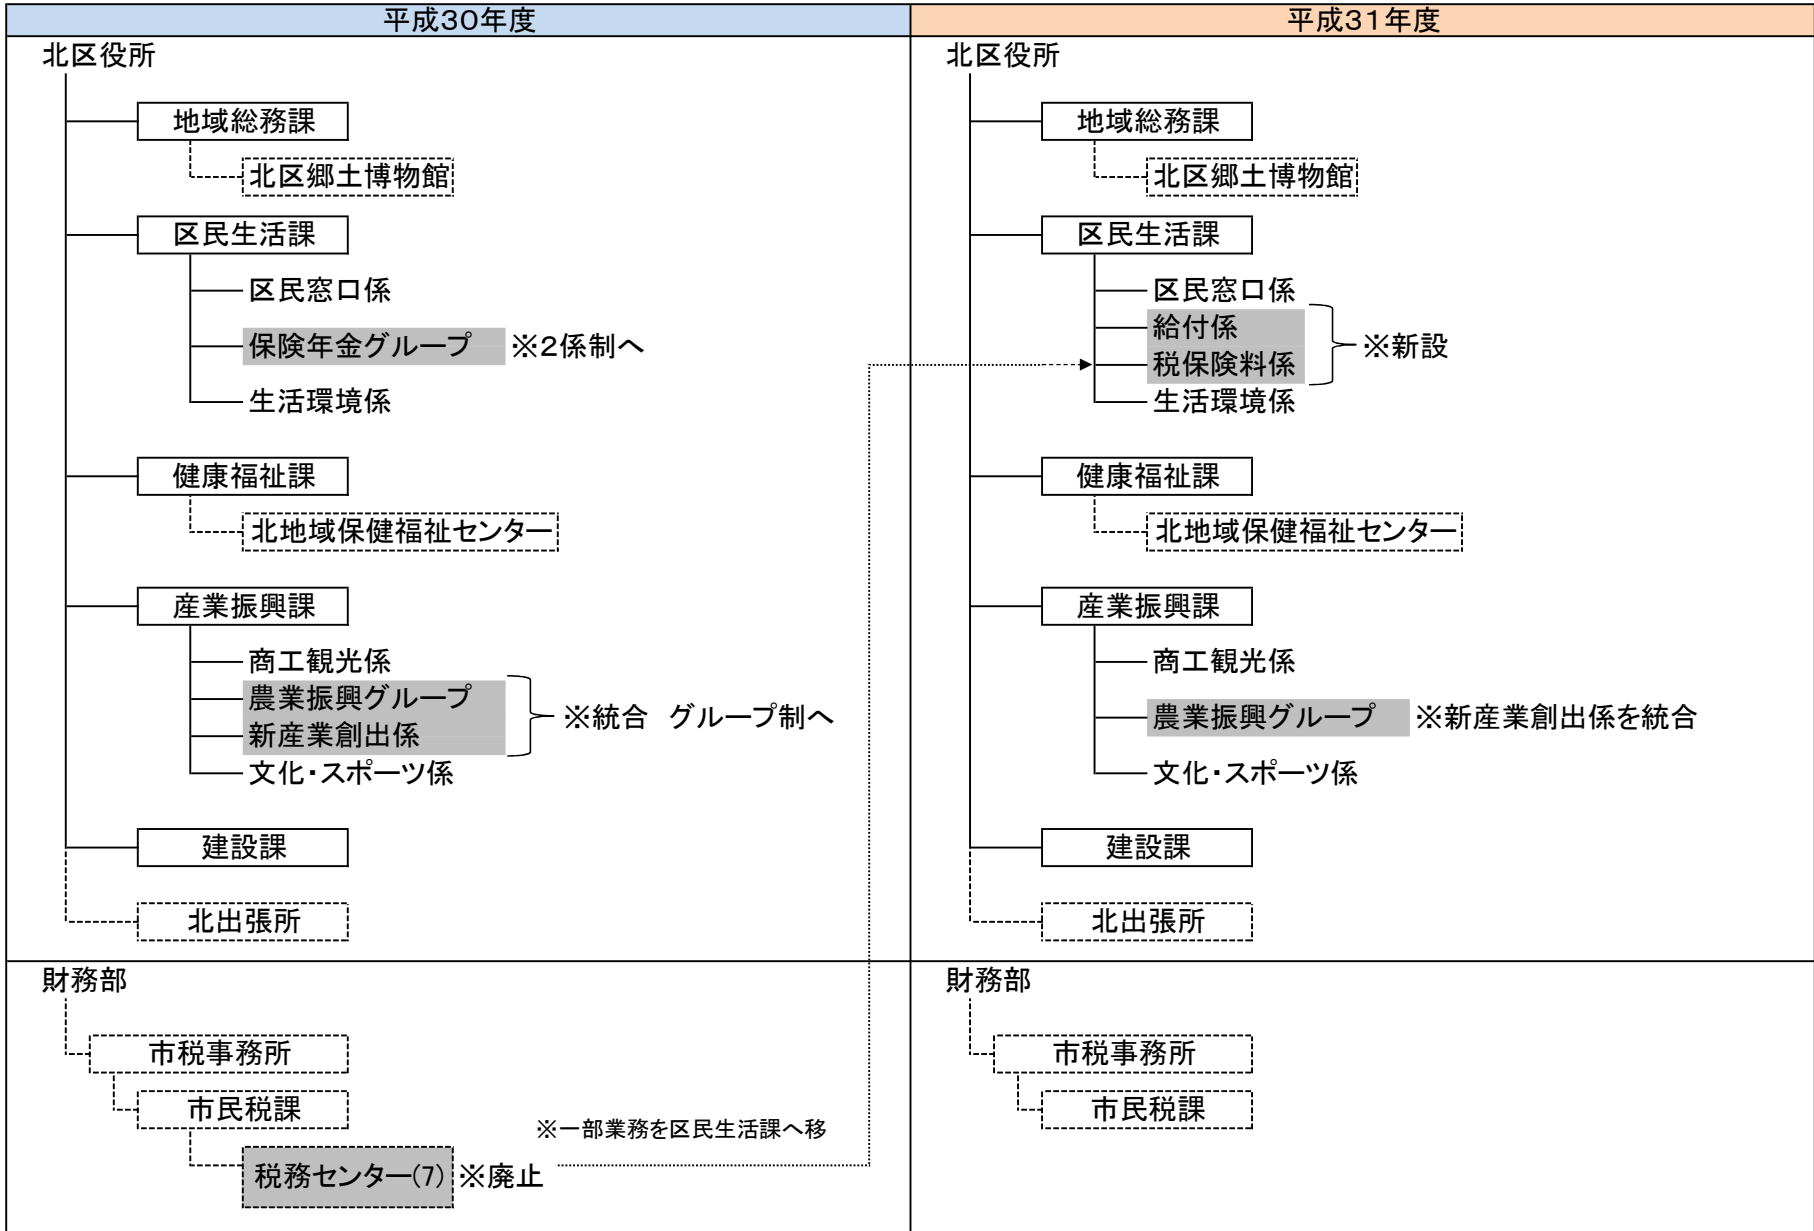 平成30年度
北区役所
地域総務課
北区郷土博物館
区民生活課
区民窓口係
保険年金グループ ※2係制へ
生活環境係
健康福祉課
北地域保健福祉センター
産業振興課
商工観光係
農業振興グループ
新産業創出係
※統合 グループ制へ
文化・スポーツ係
建設課
北出張所
財務部
市税事務所
市民税課
※一部業務を区民生活課へ移
税務センター(7) ※廃止
平成31年度
北区役所
地域総務課
北区郷土博物館
区民生活課
区民窓口係
給付係
税保険料係
※新設
生活環境係
健康福祉課
北地域保健福祉センター
産業振興課
商工観光係
農業振興グループ ※新産業創出係を統合
文化・スポーツ係
建設課
北出張所
財務部
市税事務所
市民税課